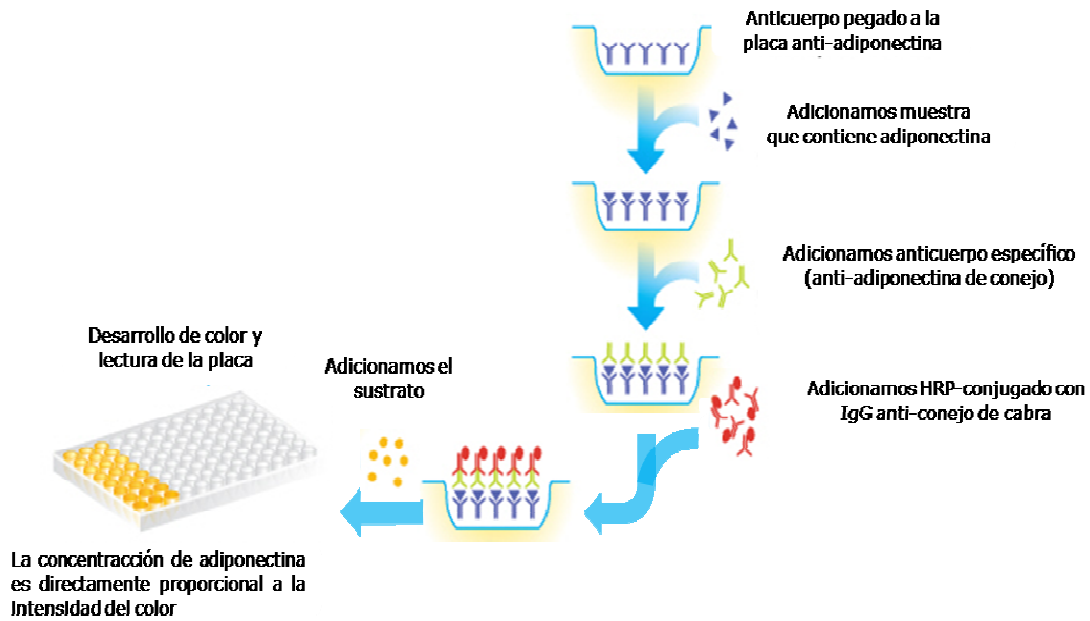 Anticuerpo pegado a la
placa anti-adiponectina
Adicionamos muestra
que contiene adiponectina
Adicionamos anticuerpo específico
(anti-adiponectina de conejo)
Adicionamos HRP-conjugado con
IgG anti-conejo de cabra
Adicionamos el
sustrato
Desarrollo de color y
lectura de la placa
La concentracción de adiponectina
es directamente proporcional a la
intensidad del color